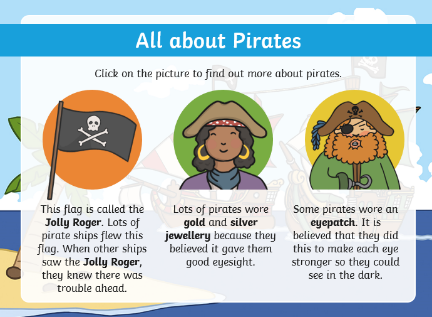 All about Pirates
Click on the picture to find out more about pirates.
This flag is called the
Jolly Roger. Lots of
pirate ships flew this
flag. When other ships
saw the Jolly Roger,
they knew there was
trouble ahead.
Lots of pirates wore
gold and silver
jewellery because they
believed it gave them
good eyesight.
Some pirates wore an
eyepatch. It is
believed that they did
this to make each eye
stronger so they could
see in the dark.